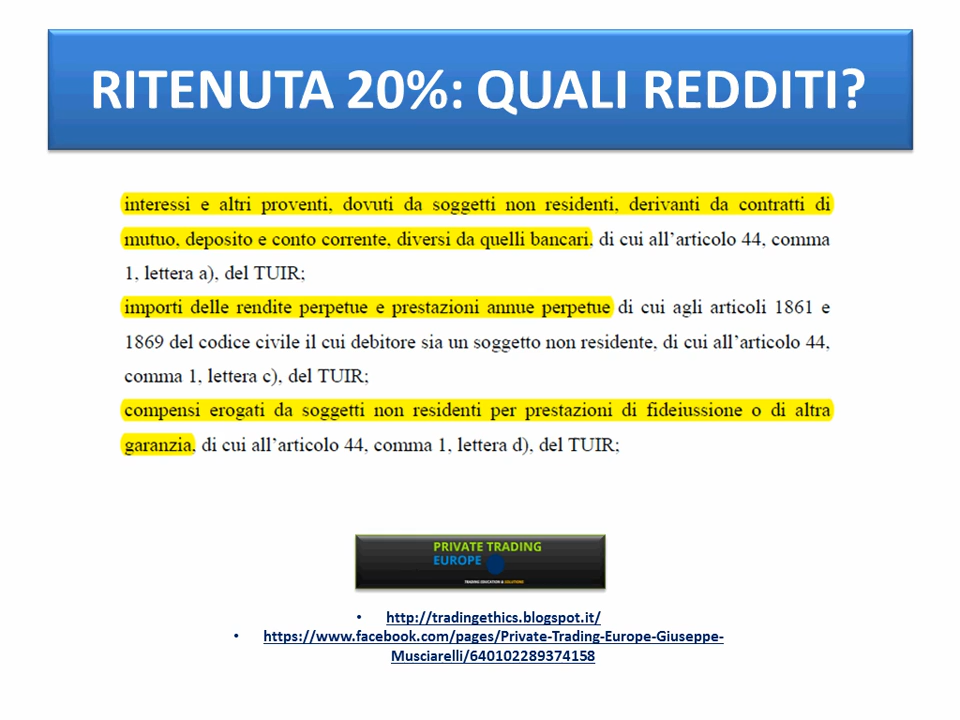 RITENUTA 20%: QUALI REDDITI?
interessi e altri proventi, dovuti da soggetti non residenti, derivanti da contratti di
mutuo, deposito e conto corrente, diversi da quelli bancari, di cui all’articolo 44, comma
1, lettera a), del TUIR;
importi delle rendite perpetue e prestazioni annue perpetue di cui agli articoli 1861 e
1869 del codice civile il cui debitore sia un soggetto non residente, di cui all’articolo 44,
comma 1, lettera c), del TUIR;
compensi erogati da soggetti non residenti per prestazioni di fideiussione o di altra
garanzia, di cui all’articolo 44, comma 1, lettera d), del TUIR;
PRIVATE TRADING
EUROPE
TRADING EDUCATION & SOLUTIONS
• http://tradingethics.blogspot.it/
• https://www.facebook.com/pages/Private-Trading-Europe-Giuseppe-
Musciarelli/640102289374158